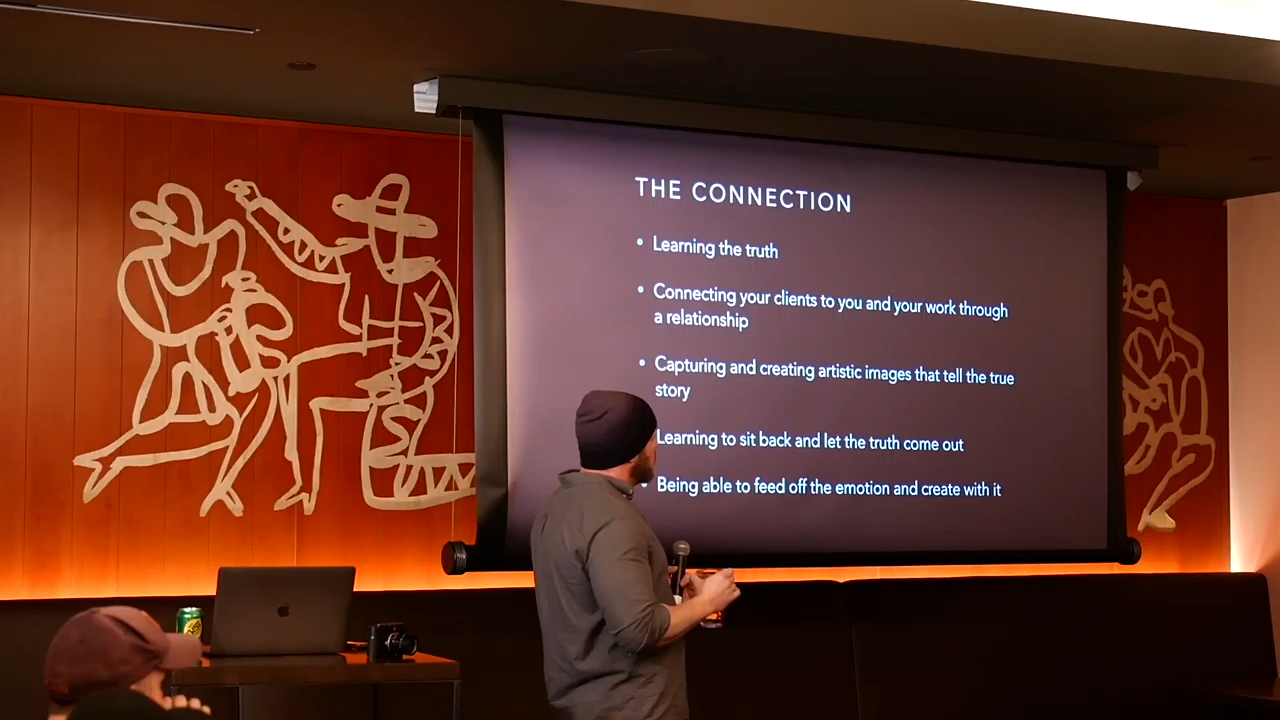 THE CONNECTION
• Learning the truth
• Connecting your clients to you and your work through
a relationship
• Capturing and creating artistic images that tell the true
story
Learning to sit back and let the truth come out
• Being able to feed off the emotion and create with it